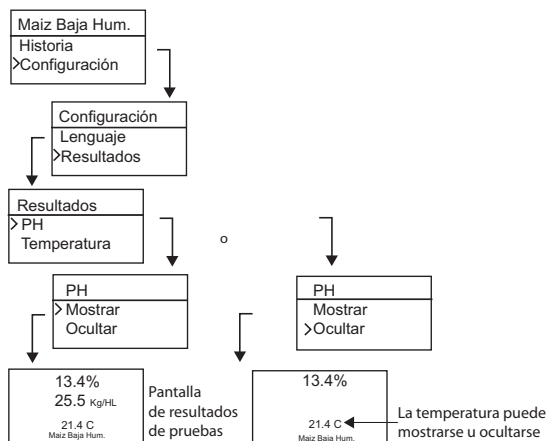 Maiz Baja Hum.
Historia
>Configuración
Configuración
Lenguaje
>Resultados
Resultados
> PH
Temperatura
o
PH
> Mostrar
Ocultar
PH
Mostrar
>Ocultar
13.4%
25.5 Kg/HL
21.4 C
Maiz Baja Hum.
Pantalla
de resultados
de pruebas
13.4%
21.4 C
Maiz Baja Hum.
La temperatura puede
mostrarse u ocultarse